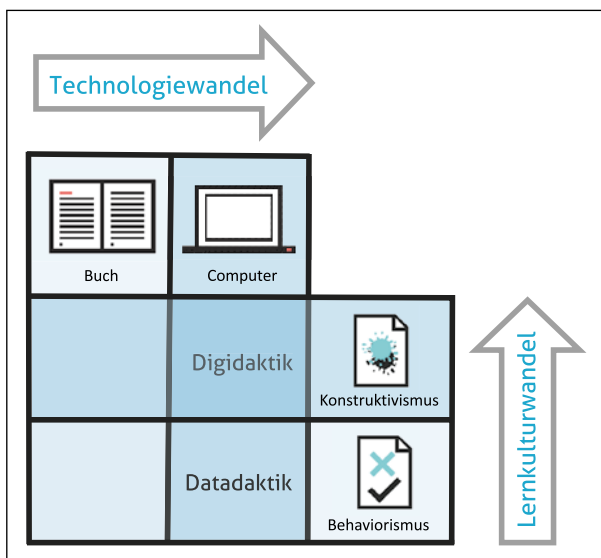 Technologiewandel
Buch
Computer
Digidaktik
Konstruktivismus
Datadaktik
Behaviorismus
Lernkulturwandel